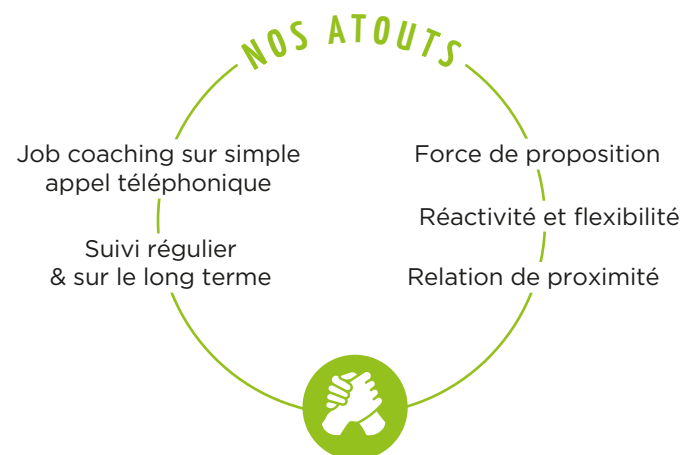 NOS ATOUTS
Job coaching sur simple
appel téléphonique
Suivi régulier
& sur le long terme
Force de proposition
Réactivité et flexibilité
Relation de proximité